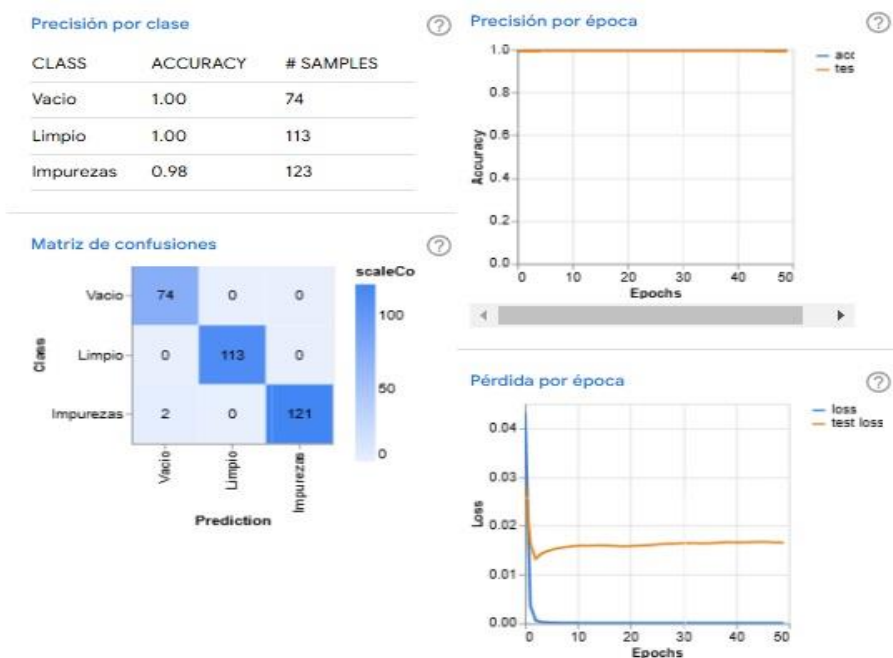 Precisión por clase
CLASS ACCURACY # SAMPLES
Vacio 1.00 74
Limpio 1.00 113
Impurezas 0.98 123
Matriz de confusiones
scaleCo
Vacio 74 0 0 100
Class Limpio 0 113 0 50
Impurezas 2 0 121 0
Vacio Limpio Impurezas
Prediction
Precisión por época
1.0 acc
0.8 tes
0.6
Accuracy
0.4
0.2
0.0
0 10 20 30 40 50
Epochs
Pérdida por época
loss
0.04 test loss
0.03
Loss
0.02
0.01
0.00
0 10 20 30 40 50
Epochs